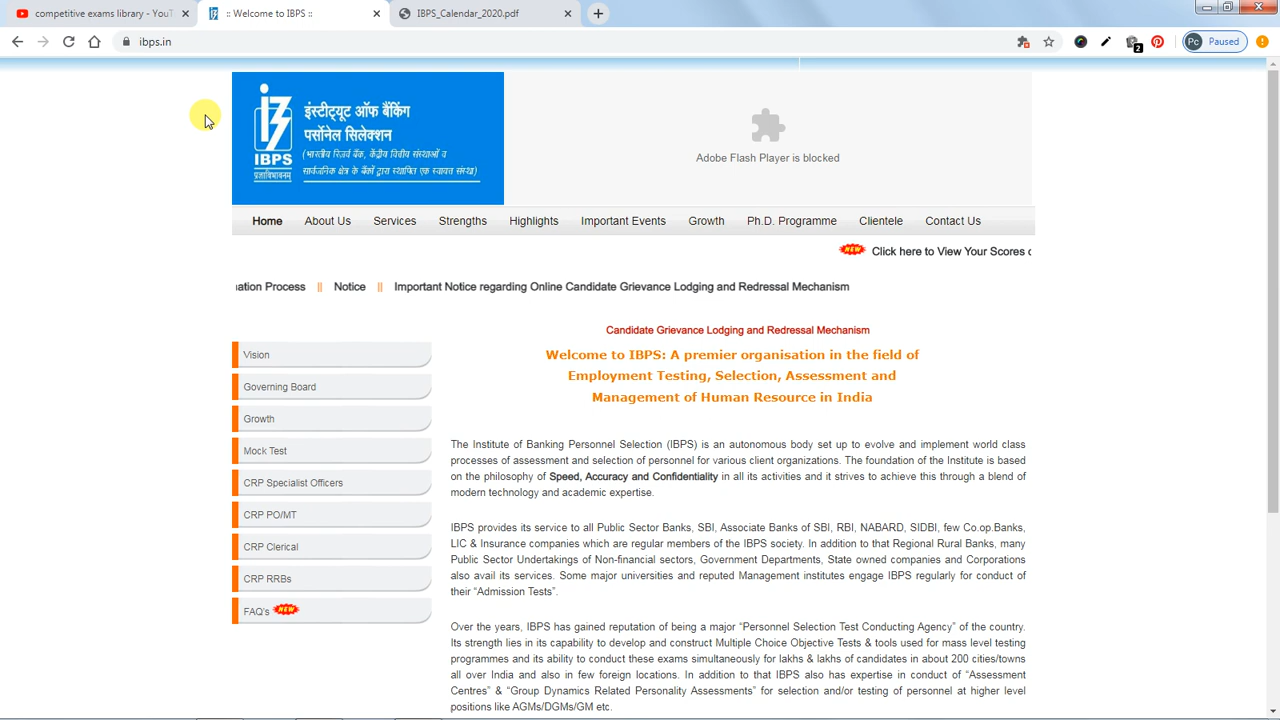 competitive exams library - YouT
:: Welcome to IBPS ::
IBPS_Calendar_2020.pdf
ibps.in
2
Pc Paused
इंस्टीट्यूट ऑफ बैंकिंग
पर्सोनेल सिलेक्शन
(भारतीय रिज़र्व बैंक, केंद्रीय वित्तीय संस्थाओं व
सार्वजनिक क्षेत्र के बैंकों द्वारा स्थापित एक स्वायत्त संस्था)
IBPS
Adobe Flash Player is blocked
Home About Us Services Strengths Highlights Important Events Growth Ph.D. Programme Clientele Contact Us
NEW Click here to View Your Scores
ation Process || Notice || Important Notice regarding Online Candidate Grievance Lodging and Redressal Mechanism
Candidate Grievance Lodging and Redressal Mechanism
Welcome to IBPS: A premier organisation in the field of
Employment Testing, Selection, Assessment and
Management of Human Resource in India
Vision
Governing Board
Growth
Mock Test
CRP Specialist Officers
CRP PO/MT
CRP Clerical
CRP RRBs
FAQ's NEW
The Institute of Banking Personnel Selection (IBPS) is an autonomous body set up to evolve and implement world class
processes of assessment and selection of personnel for various client organizations. The foundation of the Institute is based
on the philosophy of Speed, Accuracy and Confidentiality in all its activities and it strives to achieve this through a blend of
modern technology and academic expertise.
IBPS provides its service to all Public Sector Banks, SBI, Associate Banks of SBI, RBI, NABARD, SIDBI, few Co.op.Banks,
LIC & Insurance companies which are regular members of the IBPS society. In addition to that Regional Rural Banks, many
Public Sector Undertakings of Non-financial sectors, Government Departments, State owned companies and Corporations
also avail its services. Some major universities and reputed Management institutes engage IBPS regularly for conduct of
their “Admission Tests”.
Over the years, IBPS has gained reputation of being a major “Personnel Selection Test Conducting Agency” of the country.
Its strength lies in its capability to develop and construct Multiple Choice Objective Tests & tools used for mass level testing
programmes and its ability to conduct these exams simultaneously for lakhs & lakhs of candidates in about 200 cities/towns
all over India and also in few foreign locations. In addition to that IBPS also has expertise in conduct of “Assessment
Centres” & “Group Dynamics Related Personality Assessments” for selection and/or testing of personnel at higher level
positions like AGMs/DGMs/GM etc.